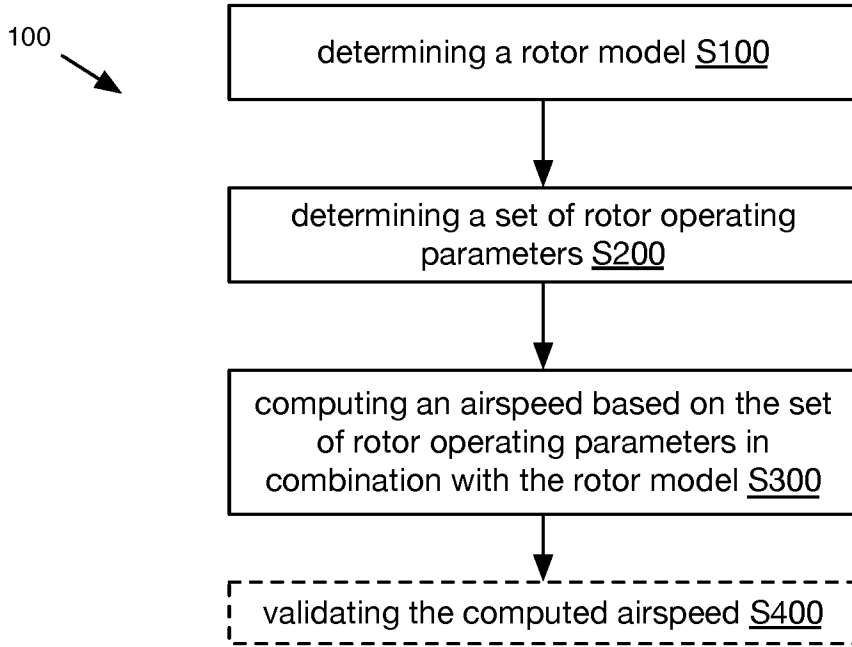 100
determining a rotor model S100
determining a set of rotor operating
parameters S200
computing an airspeed based on the set
of rotor operating parameters in
combination with the rotor model S300
validating the computed airspeed S400